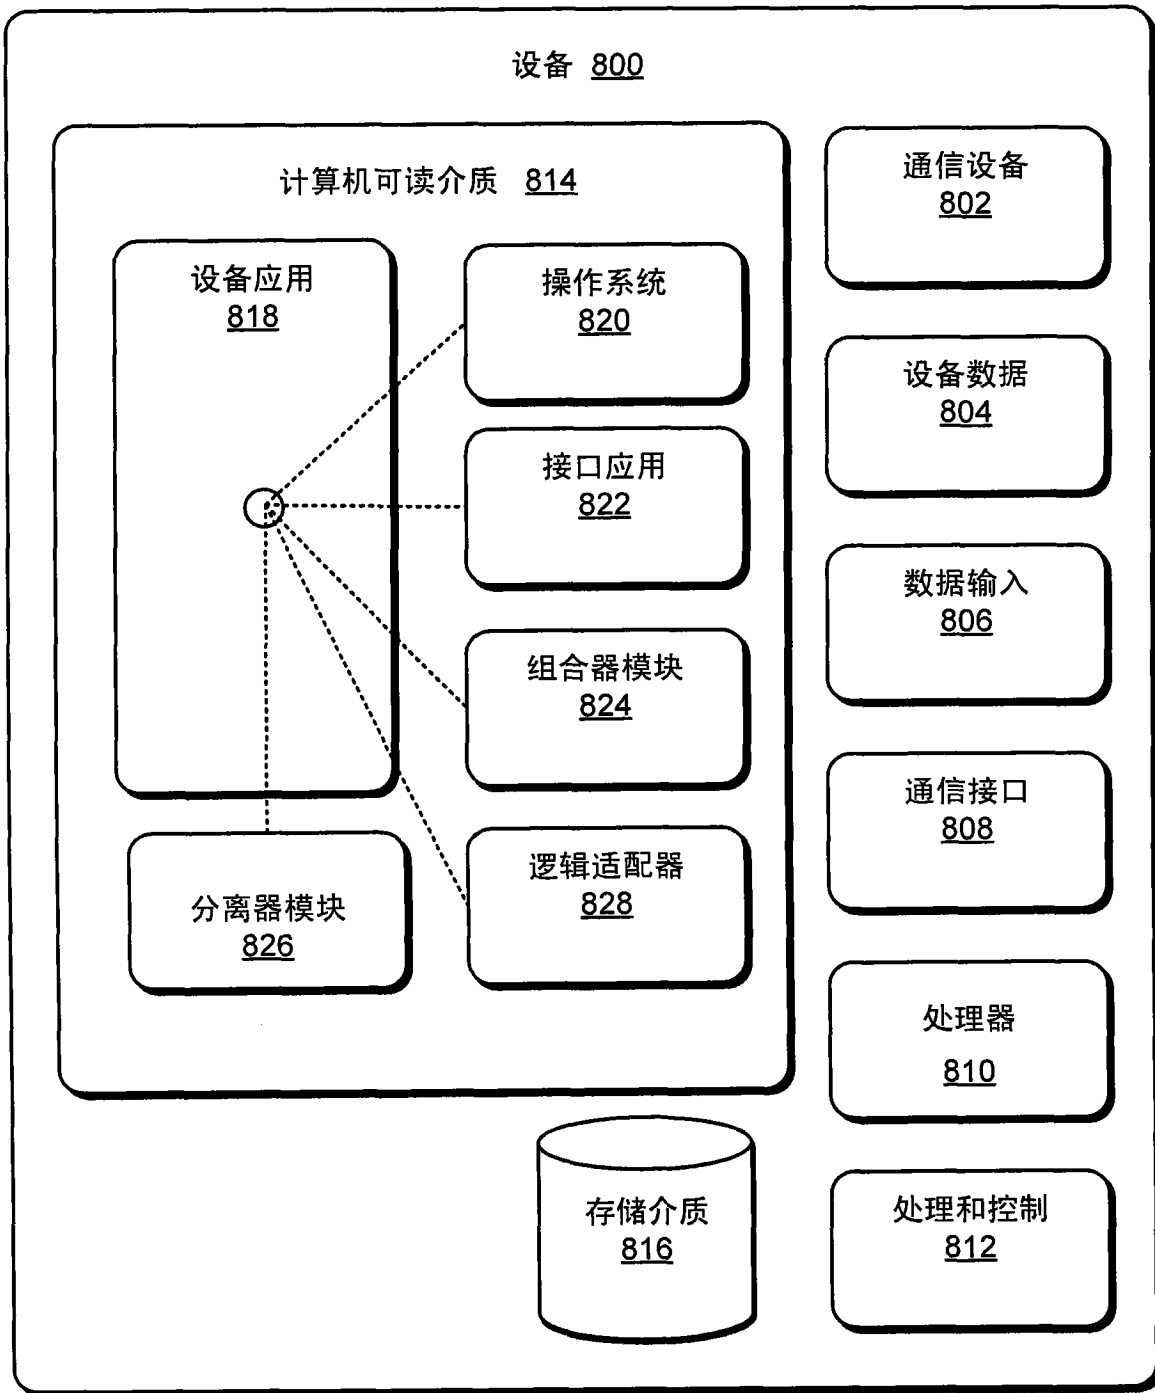 设备 800
计算机可读介质 814
设备应用
818
操作系统
820
接口应用
822
组合器模块
824
分离器模块
826
逻辑适配器
828
存储介质
816
通信设备
802
设备数据
804
数据输入
806
通信接口
808
处理器
810
处理和控制
812